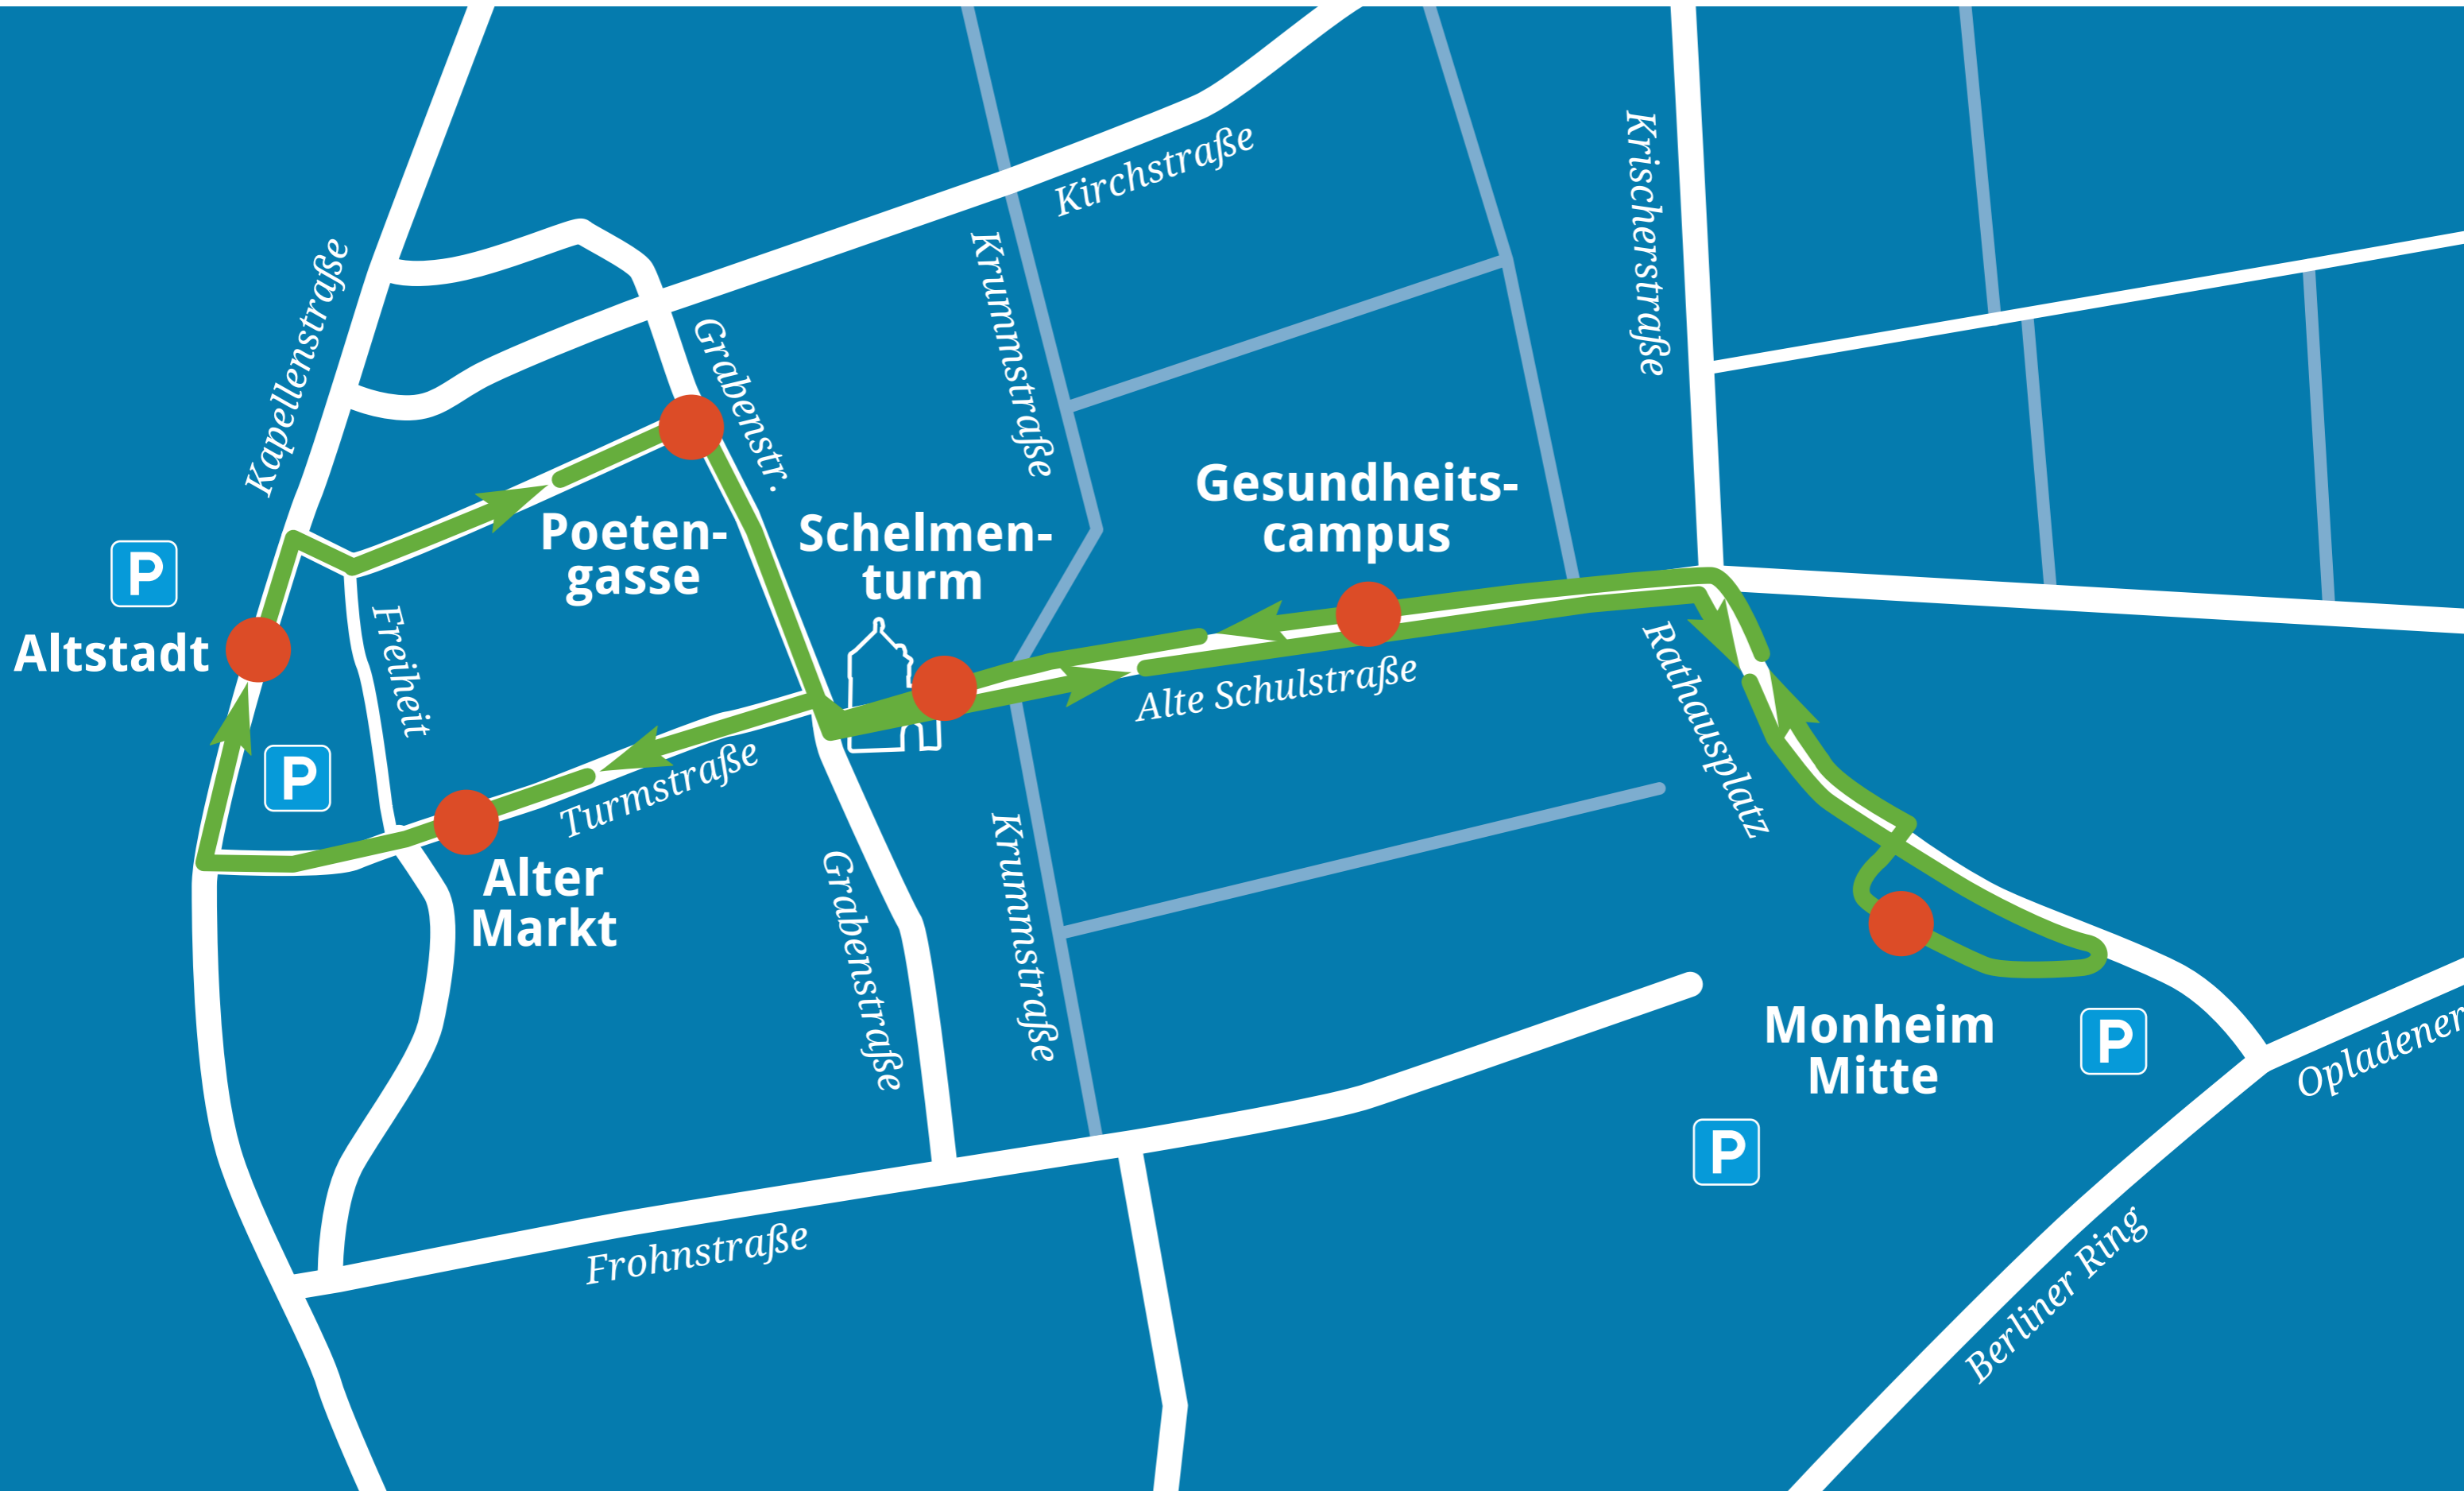 Kirchstraße
Krischerstraße
Kapellenstraße
Krummstraße
Grabenstr.
Gesundheits-
campus
Poeten-
gasse
Schelmen-
turm
P
Altstadt
Freiheit
Alte Schulstraße
Rathausplatz
P
Turmstraße
Alter
Markt
Grabenstraße
Krummstraße
Monheim
Mitte
P
Opladener
P
Frohnstraße
Berliner Ring